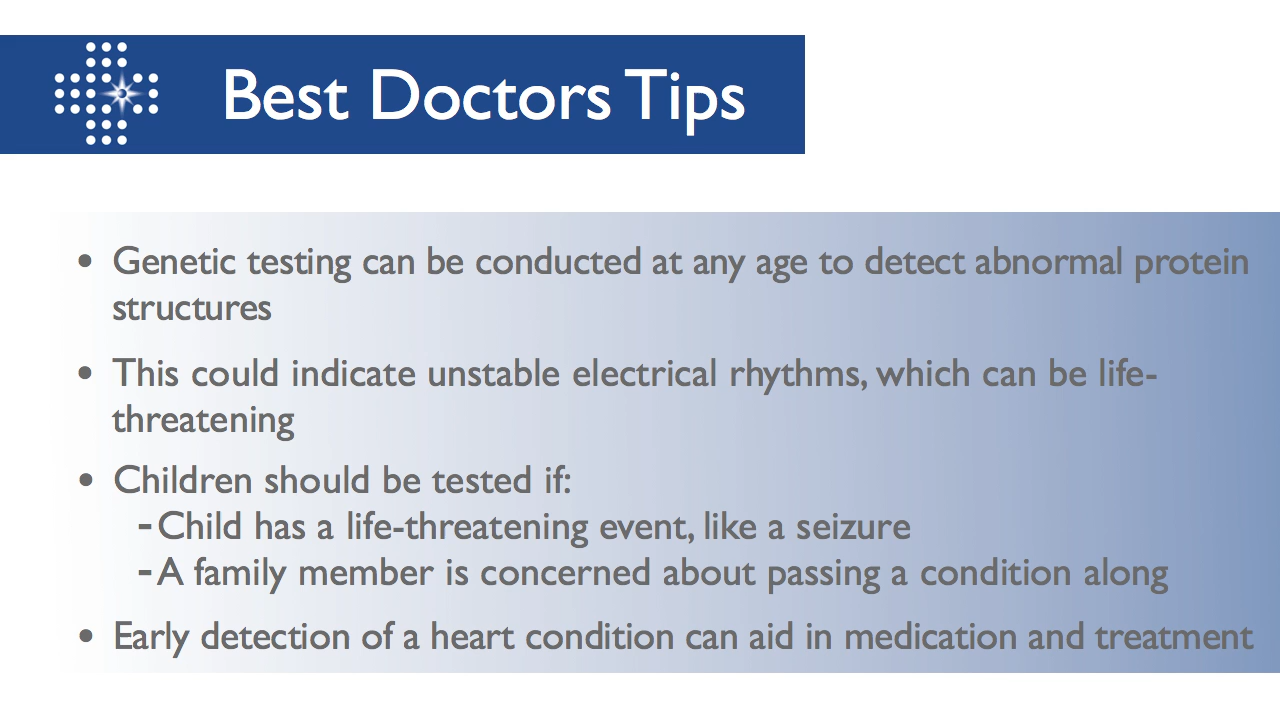 Best Doctors Tips
• Genetic testing can be conducted at any age to detect abnormal protein
structures
• This could indicate unstable electrical rhythms, which can be life-
threatening
• Children should be tested if:
- Child has a life-threatening event, like a seizure
- A family member is concerned about passing a condition along
• Early detection of a heart condition can aid in medication and treatment